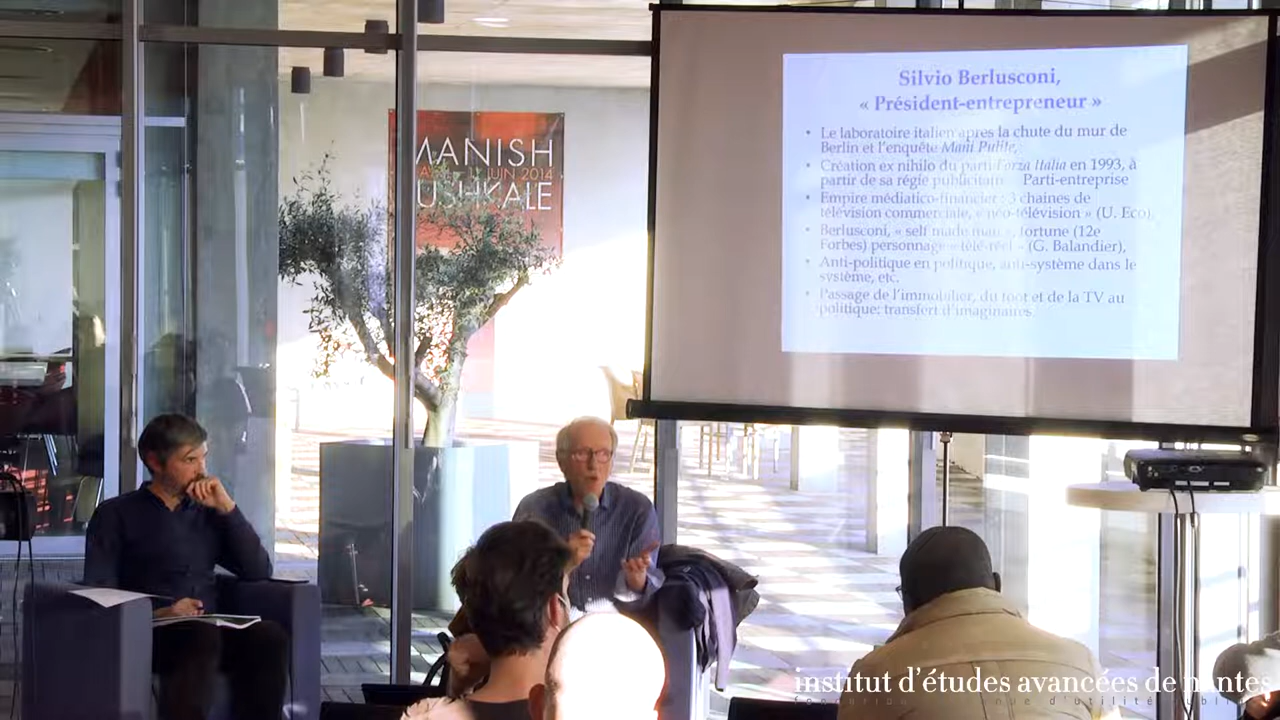 Silvio Berlusconi,
« Président-entrepreneur »
• Le laboratoire italien apres la chute du mur de
Berlin et l'enquête Mani Pulite,
• Création ex nihilo du parti Forza Italia en 1993, à
partir de sa régie publicitaire Parti-entreprise
• Empire médiatico-financier : 3 chaines de
télévision commerciale, « néo-télévision » (U. Eco),
• Berlusconi, « self made man », fortune (12e
Forbes) personnage « télé-réel » (G. Balandier),
• Anti-politique en politique, anti-système dans le
système, etc.
• Passage de l'immobilier, du foot et de la TV au
politique: transfert d'imaginaires.
MANISH
JUIN 2014
USHKALE
institut d'études avancées de nantes